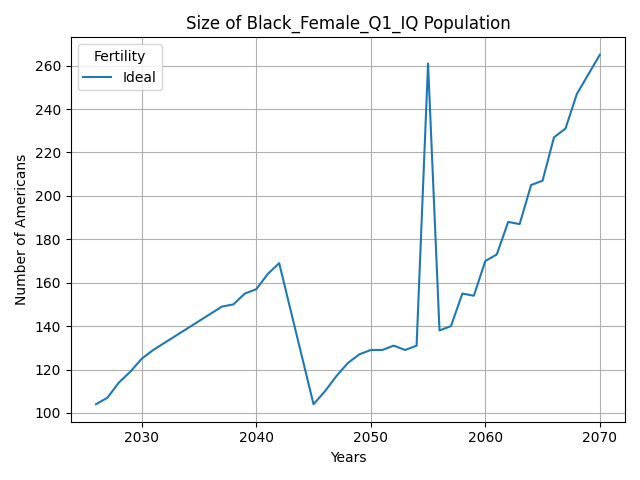 Size of Black_Female_Q1_IQ Population
Fertility
Ideal
Number of Americans
260
240
220
200
180
160
140
120
100
2030 2040 2050 2060 2070
Years